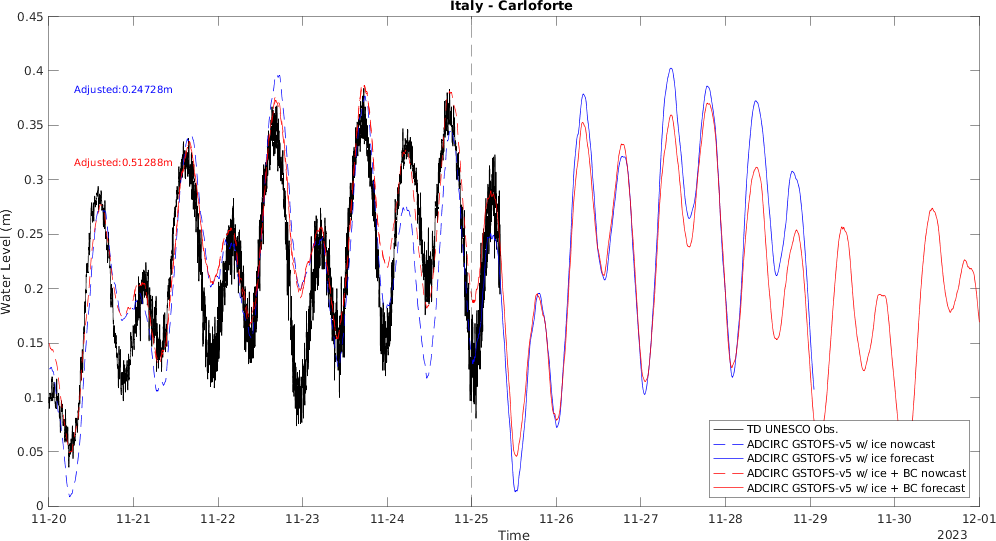 Italy - Carloforte
0.45
0.4
0.35
0.3
0.25
0.2
0.15
0.1
0.05
0
Water Level (m)
Adjusted:0.24728m
Adjusted:0.51288m
TD UNESCO Obs.
ADCIRC GSTOFS-v5 w/ ice nowcast
ADCIRC GSTOFS-v5 w/ ice forecast
ADCIRC GSTOFS-v5 w/ ice + BC nowcast
ADCIRC GSTOFS-v5 w/ ice + BC forecast
11-20 11-21 11-22 11-23 11-24 11-25 11-26 11-27 11-28 11-29 11-30 12-01
Time
2023